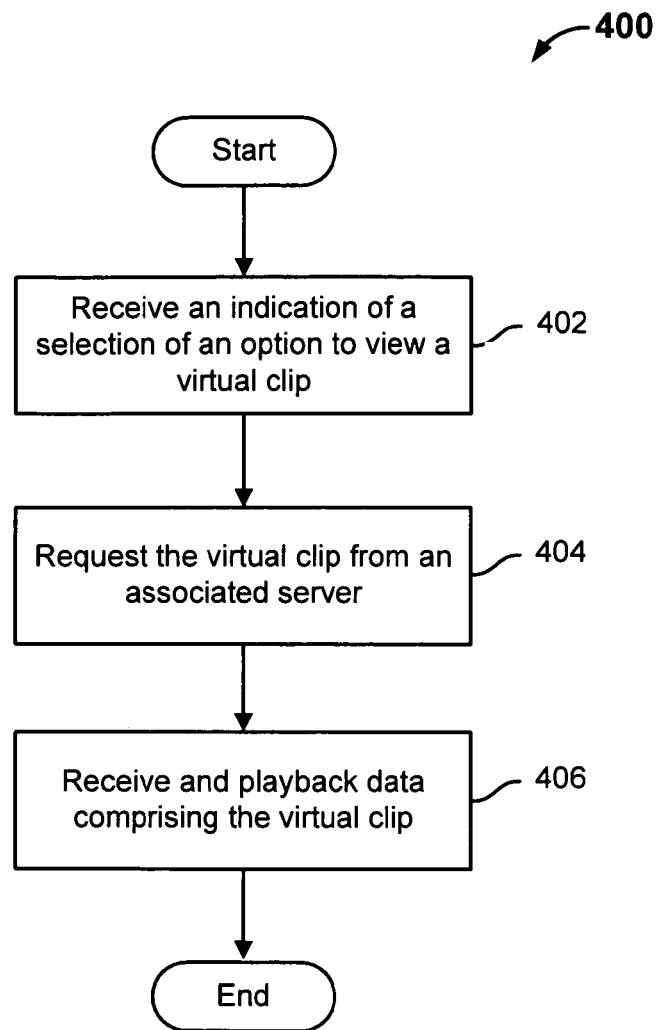 400
Start
Receive an indication of a
selection of an option to view a
virtual clip
402
Request the virtual clip from an
associated server
404
Receive and playback data
comprising the virtual clip
406
End